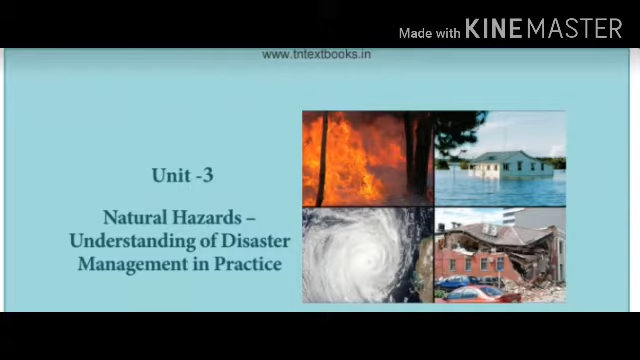 Made with KINEMASTER
www.tntextbooks.in
Unit -3
Natural Hazards –
Understanding of Disaster
Management in Practice